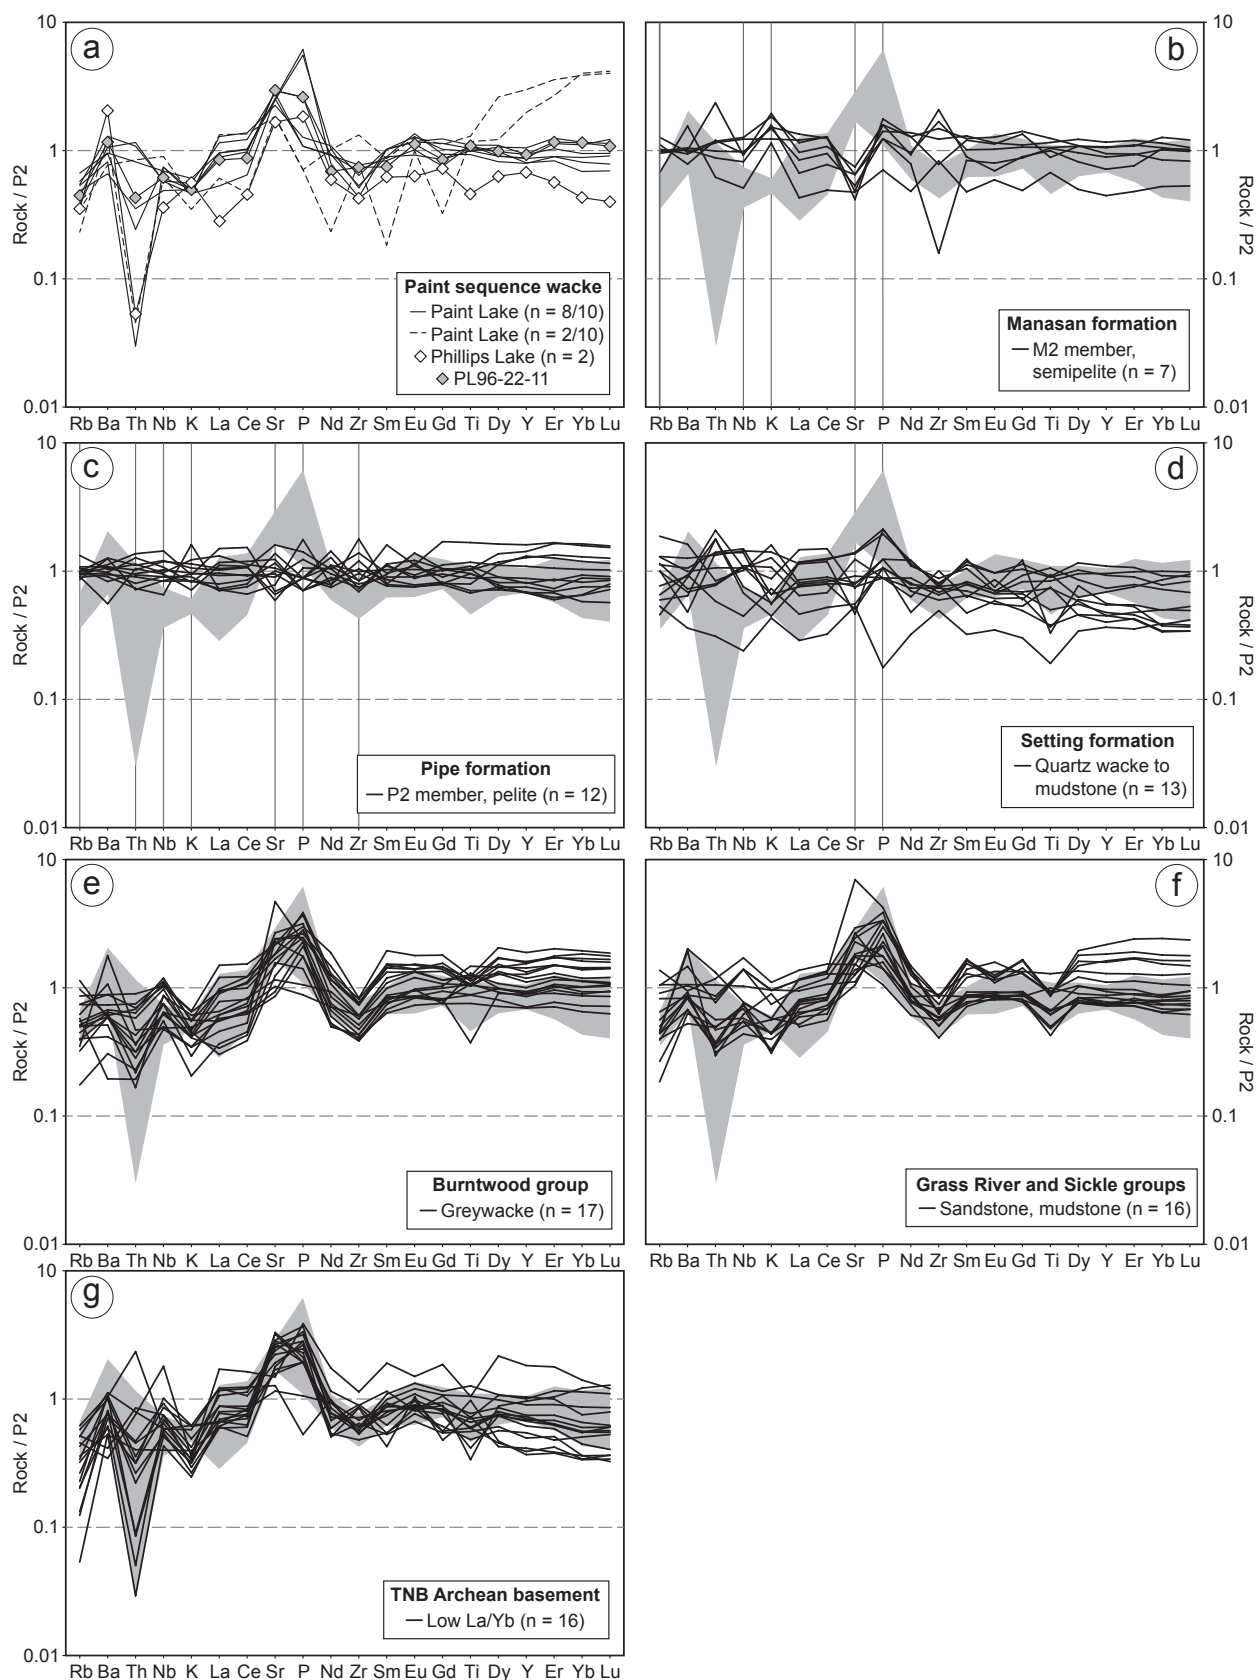 a
10
1
0.1
0.01
Rock / P2
Paint sequence wacke
Paint Lake (n = 8/10)
Paint Lake (n = 2/10)
Phillips Lake (n = 2)
PL96-22-11
Rb Ba Th Nb K La Ce Sr P Nd Zr Sm Eu Gd Ti Dy Y Er Yb Lu
b
10
1
0.1
0.01
Rock / P2
Manasan formation
M2 member,
semipelite (n = 7)
Rb Ba Th Nb K La Ce Sr P Nd Zr Sm Eu Gd Ti Dy Y Er Yb Lu
c
10
1
0.1
0.01
Rock / P2
Pipe formation
P2 member, pelite (n = 12)
Rb Ba Th Nb K La Ce Sr P Nd Zr Sm Eu Gd Ti Dy Y Er Yb Lu
d
10
1
0.1
0.01
Rock / P2
Setting formation
Quartz wacke to
mudstone (n = 13)
Rb Ba Th Nb K La Ce Sr P Nd Zr Sm Eu Gd Ti Dy Y Er Yb Lu
e
10
1
0.1
0.01
Rock / P2
Burntwood group
Greywacke (n = 17)
Rb Ba Th Nb K La Ce Sr P Nd Zr Sm Eu Gd Ti Dy Y Er Yb Lu
f
10
1
0.1
0.01
Rock / P2
Grass River and Sickle groups
Sandstone, mudstone (n = 16)
Rb Ba Th Nb K La Ce Sr P Nd Zr Sm Eu Gd Ti Dy Y Er Yb Lu
g
10
1
0.1
0.01
Rock / P2
TNB Archean basement
Low La/Yb (n = 16)
Rb Ba Th Nb K La Ce Sr P Nd Zr Sm Eu Gd Ti Dy Y Er Yb Lu